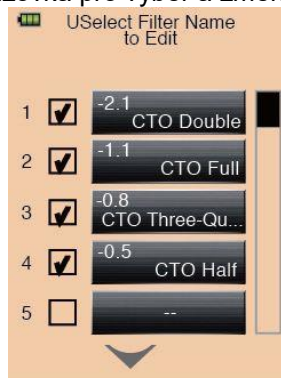 USelect Filter Name
to Edit
1 -2.1 CTO Double
2 -1.1 CTO Full
3 -0.8 CTO Three-Qu...
4 -0.5 CTO Half
5 --